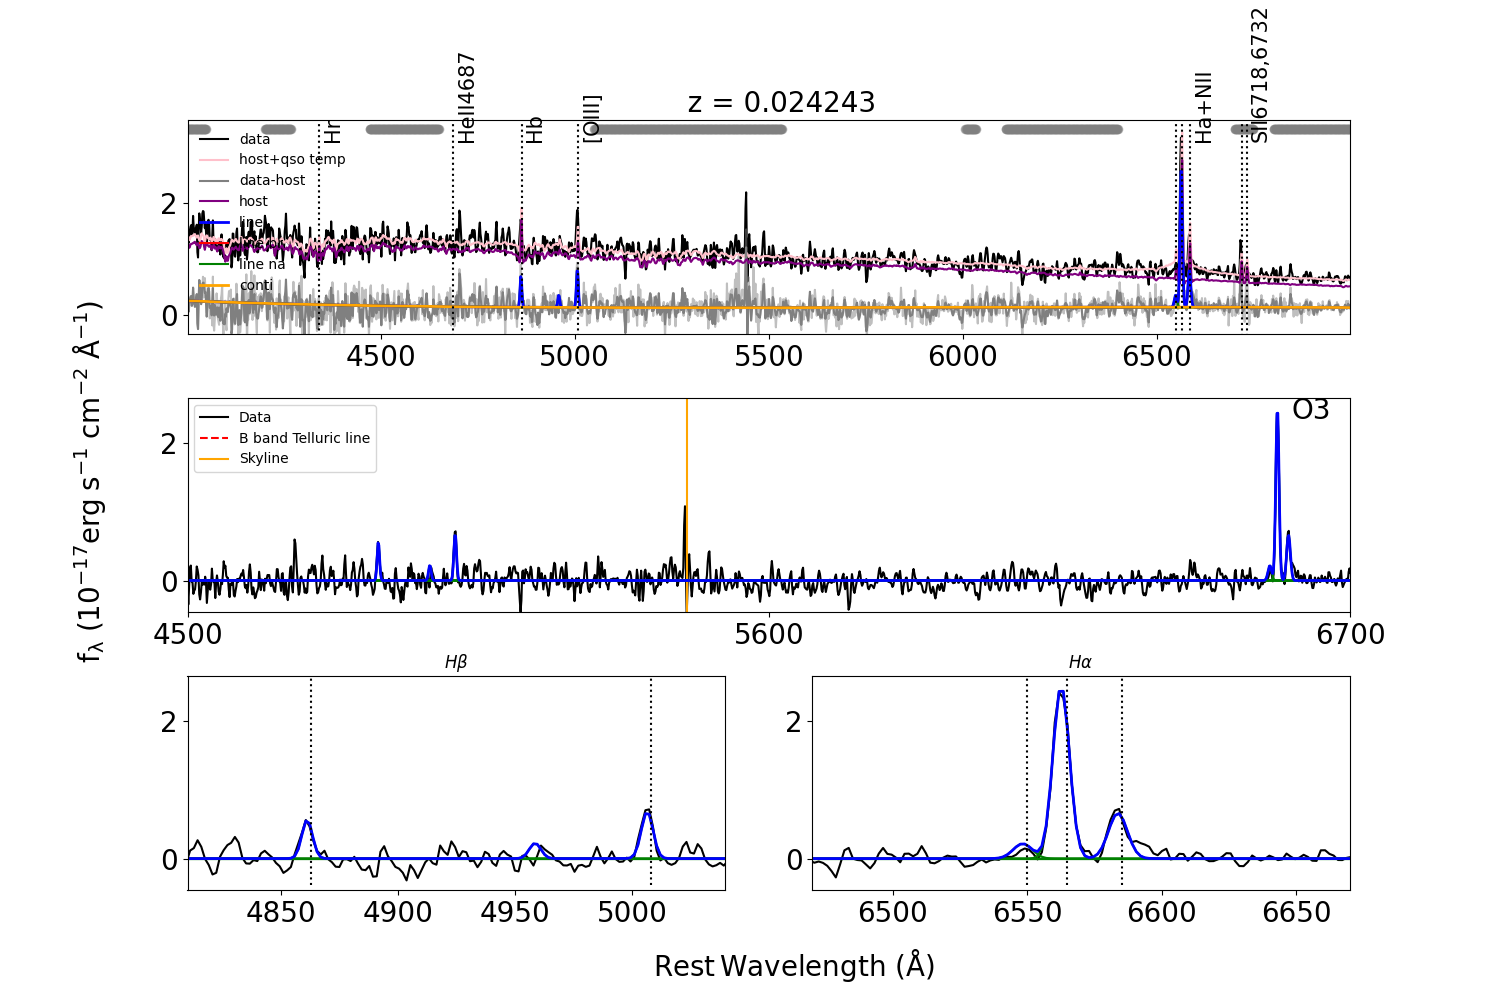 z = 0.024243
Hr
HeII4687
Hb
[OIII]
Ha+NII
SII6718,6732
data
host+qso temp
data-host
host
line
line na
conti
2
0
4500
5000
5500
6000
6500
Data
B band Telluric line
Skyline
O3
2
0
4500
5600
6700
fλ (10⁻¹⁷erg s⁻¹ cm⁻² Å⁻¹)
Hβ
2
0
4850
4900
4950
5000
Hα
2
0
6500
6550
6600
6650
Rest Wavelength (Å)